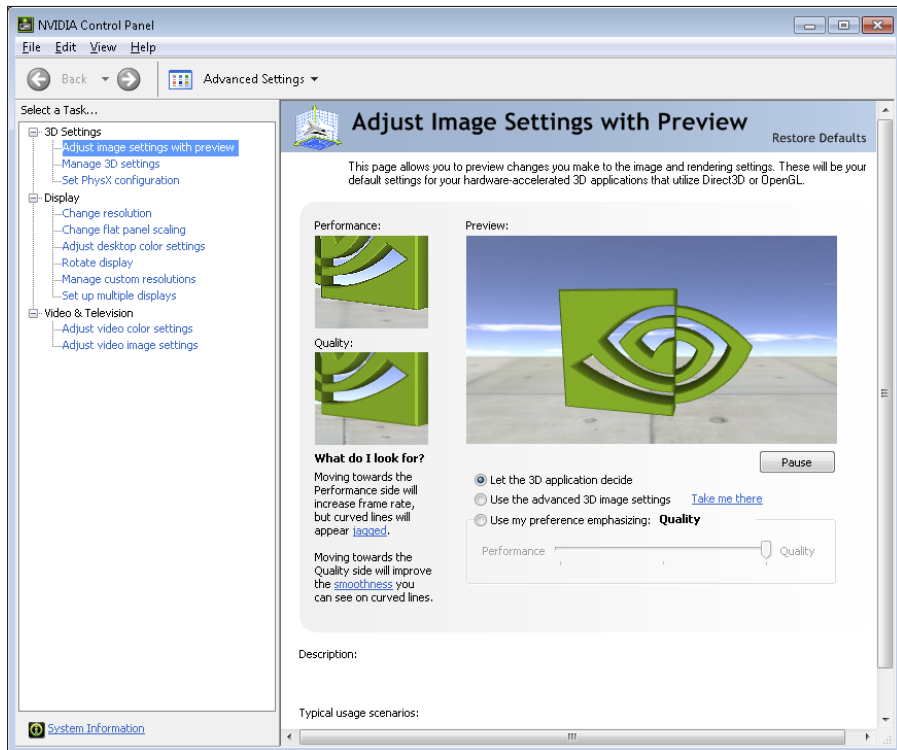 NVIDIA Control Panel
File Edit View Help
Back Advanced Settings
Select a Task...
3D Settings
Adjust image settings with preview
Manage 3D settings
Set PhysX configuration
Display
Change resolution
Change flat panel scaling
Adjust desktop color settings
Rotate display
Manage custom resolutions
Set up multiple displays
Video & Television
Adjust video color settings
Adjust video image settings
System Information
Adjust Image Settings with Preview
Restore Defaults
This page allows you to preview changes you make to the image and rendering settings. These will be your
default settings for your hardware-accelerated 3D applications that utilize Direct3D or OpenGL.
Performance:
Quality:
What do I look for?
Moving towards the
Performance side will
increase frame rate,
but curved lines will
appear jagged.
Moving towards the
Quality side will improve
the smoothness you
can see on curved lines.
Preview:
Pause
Let the 3D application decide
Use the advanced 3D image settings Take me there
Use my preference emphasizing: Quality
Performance Quality
Description:
Typical usage scenarios: